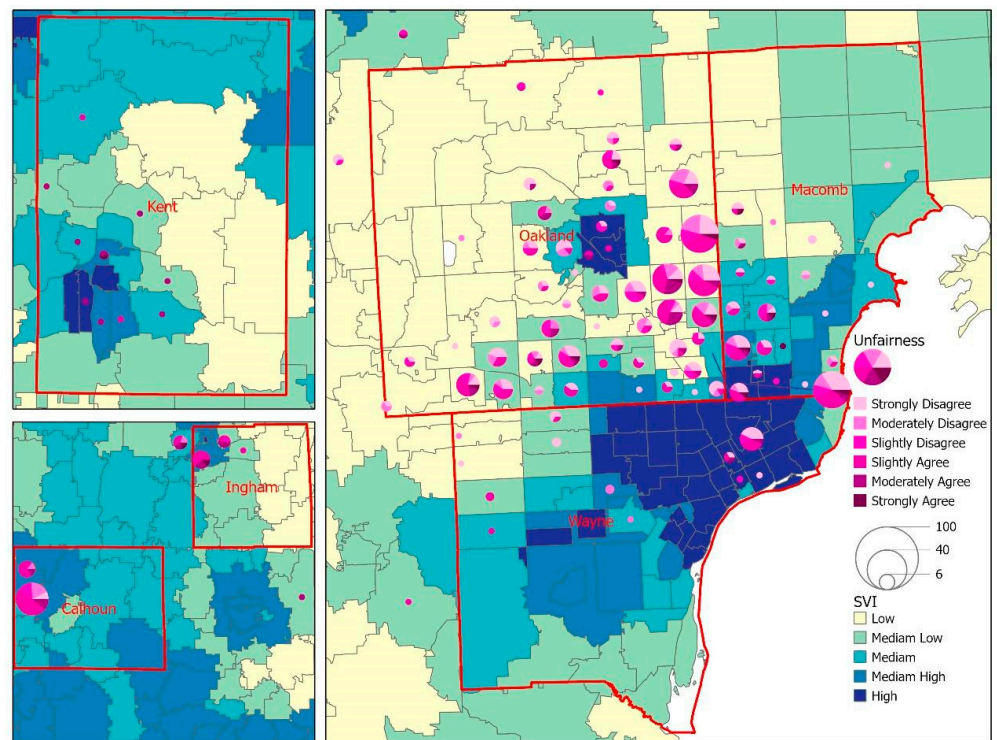 Kent
Ingham
Calhoun
Oakland
Macomb
Wayne
Unfairness
Strongly Disagree
Moderately Disagree
Slightly Disagree
Slightly Agree
Moderately Agree
Strongly Agree
100
40
6
SVI
Low
Mediam Low
Mediam
Mediam High
High